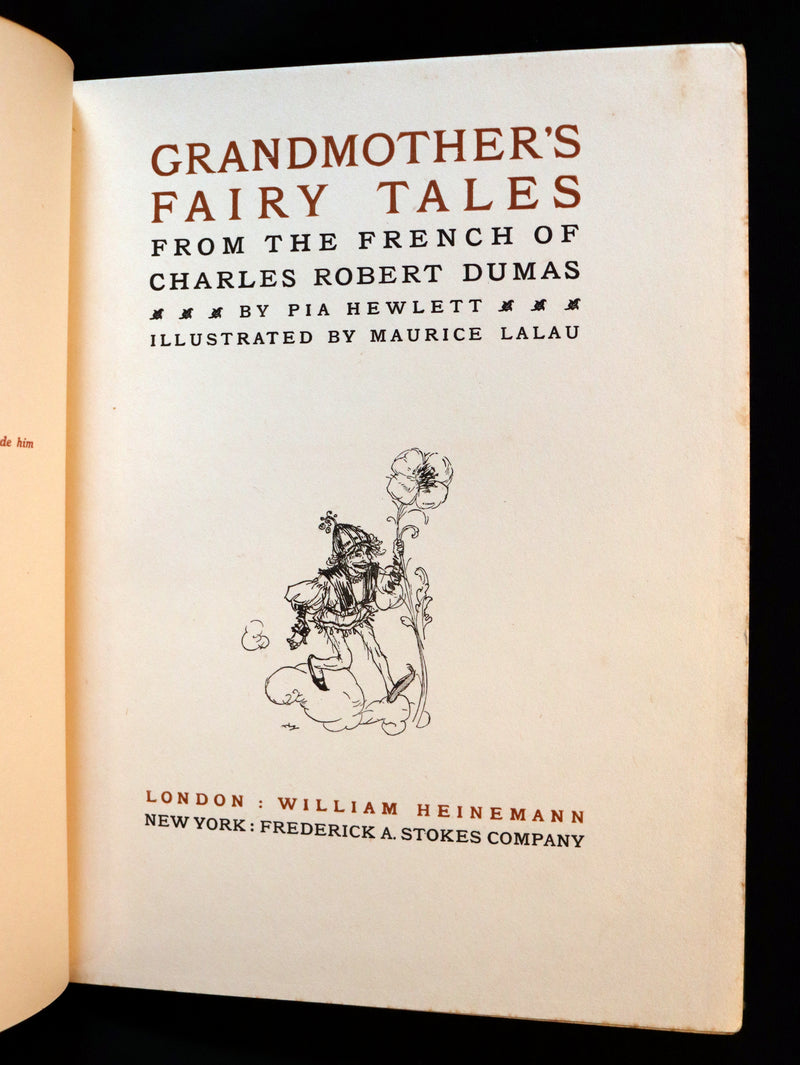 de him
GRANDMOTHER'S
FAIRY TALES
FROM THE FRENCH OF
CHARLES ROBERT DUMAS
BY PIA HEWLETT
ILLUSTRATED BY MAURICE LALAU
LONDON : WILLIAM HEINEMANN
NEW YORK: FREDERICK A. STOKES COMPANY